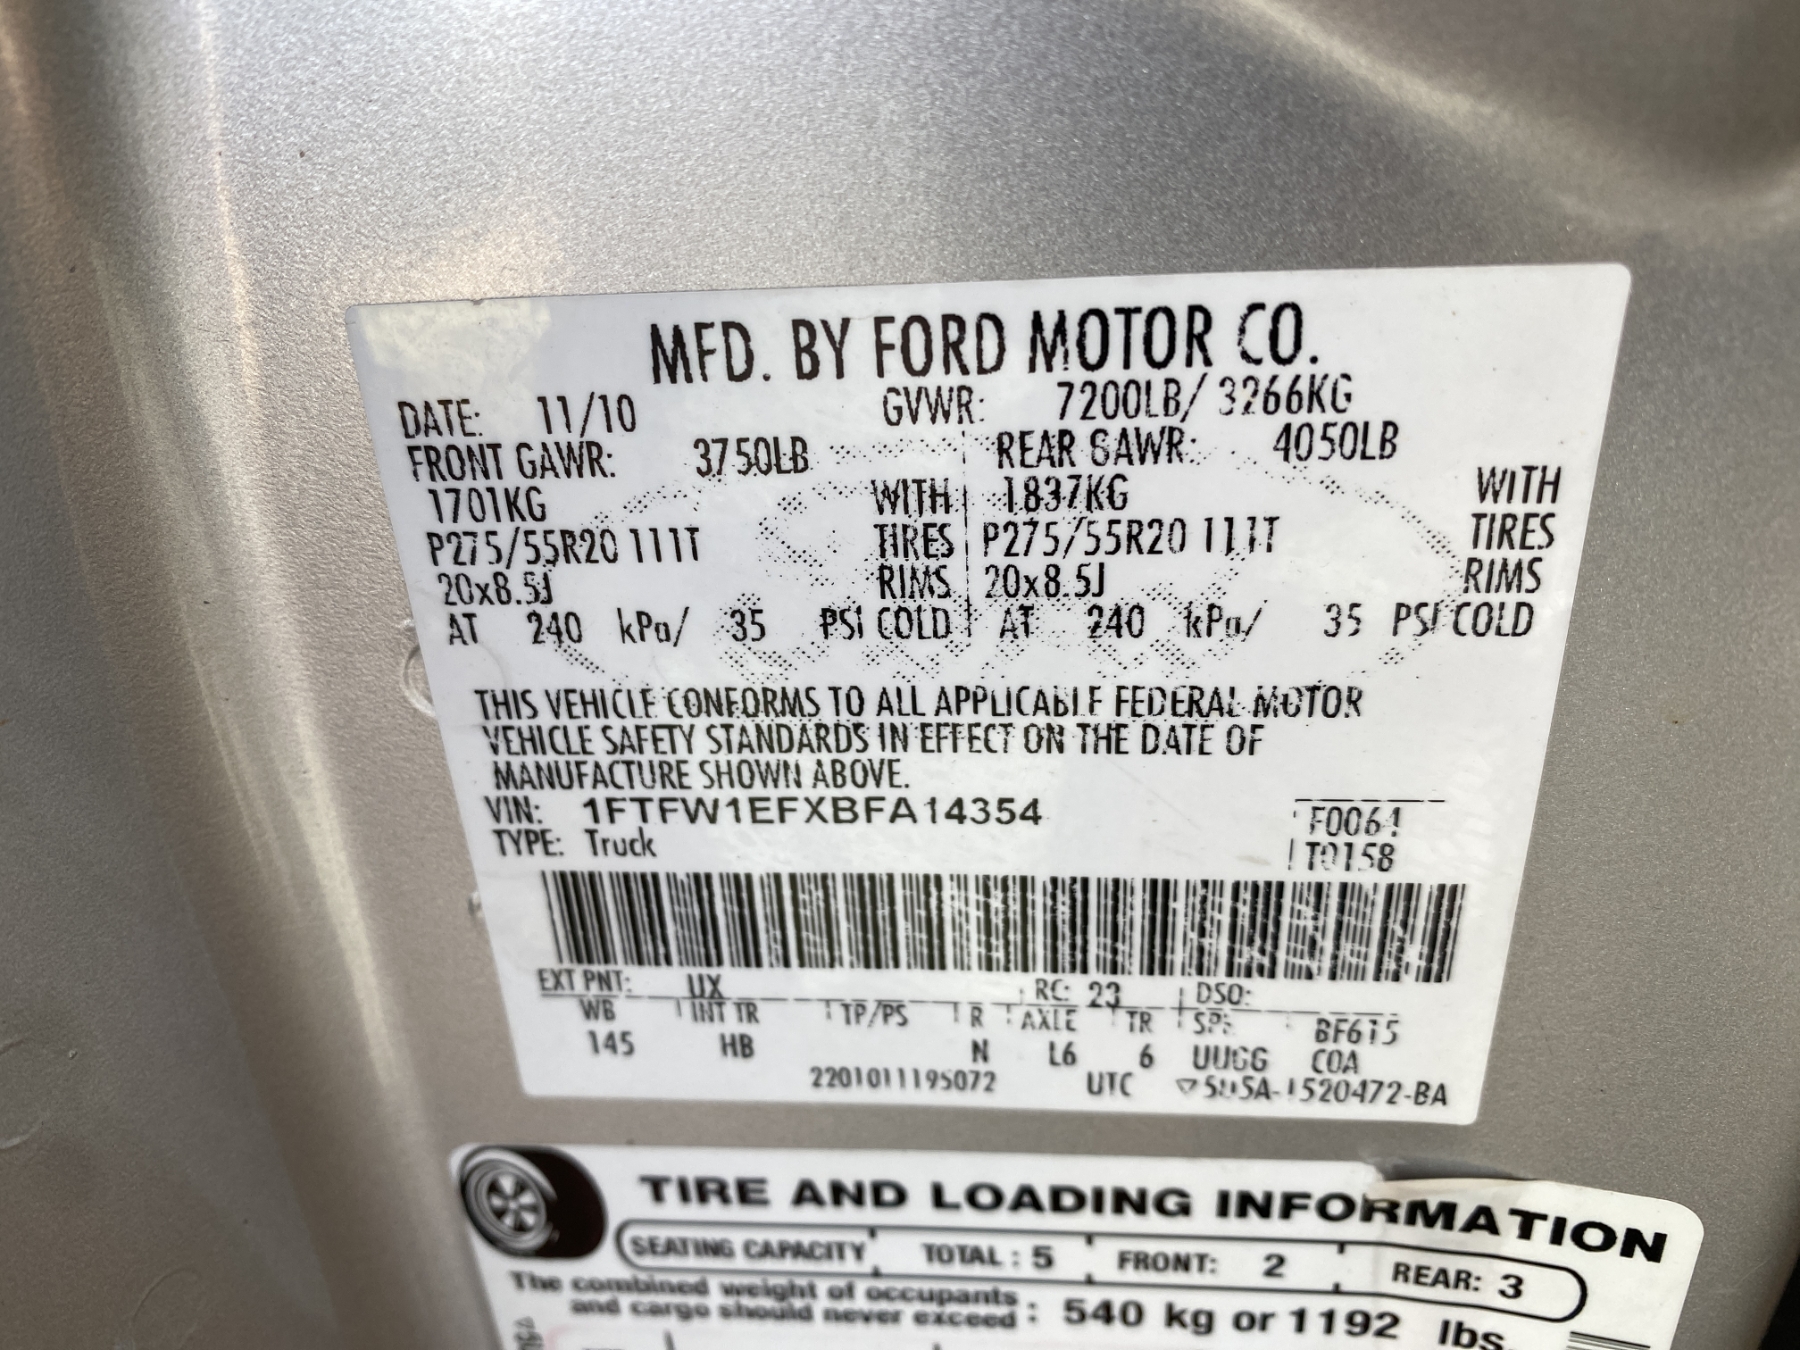 MFD. BY FORD MOTOR CO.
DATE: 11/10 GVWR: 7200LB/ 3266KG
FRONT GAWR: 3750LB REAR GAWR: 4050LB
1701KG WITH 1837KG WITH
P275/55R20 111T TIRES P275/55R20 111T TIRES
20x8.5J RIMS 20x8.5J RIMS
AT 240 kPa/ 35 PSI COLD AT 240 kPa/ 35 PSI COLD
THIS VEHICLE CONFORMS TO ALL APPLICABLE FEDERAL MOTOR
VEHICLE SAFETY STANDARDS IN EFFECT ON THE DATE OF
MANUFACTURE SHOWN ABOVE.
VIN: 1FTFW1EFXBFA14354
F0064
TYPE: Truck
T0158
EXT PNT: UX RC: 23 DSO:
WB INT TR TP/PS R AXLE TR SPR BF615
145 HB N L6 6 UUGG COA
2201011195072 UTC
TIRE AND LOADING INFORMATION
SEATING CAPACITY TOTAL : 5 FRONT: 2 REAR: 3
The combined weight of occupants
and cargo should never exceed : 540 kg or 1192 lbs.